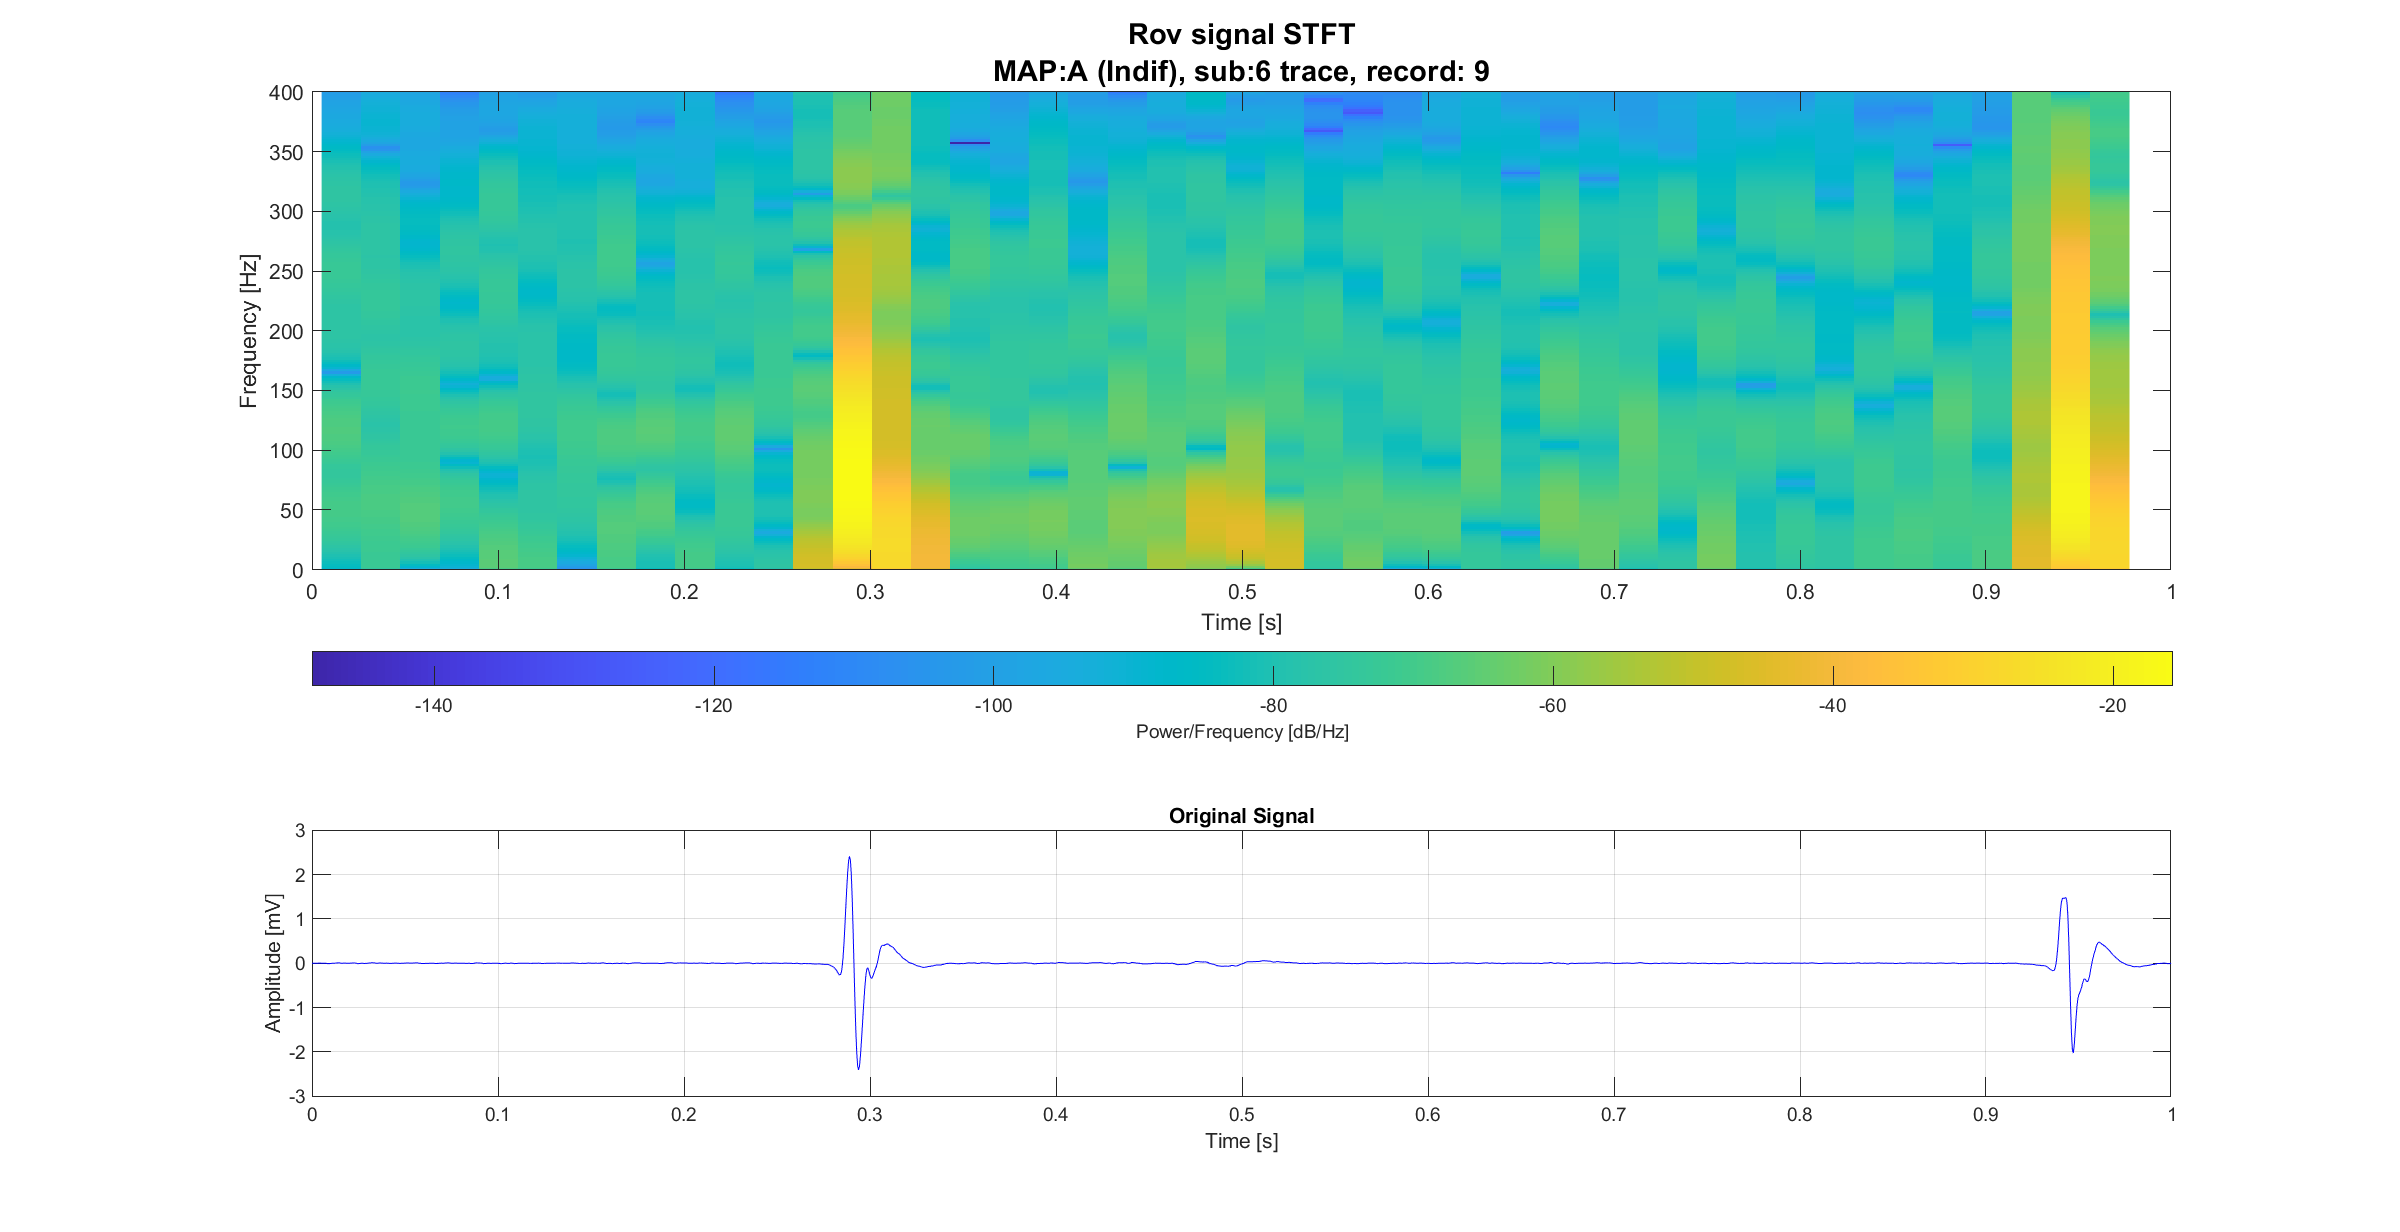 Rov signal STFT
MAP:A (Indif), sub:6 trace, record: 9
400
350
300
250
200
150
100
50
0
Frequency [Hz]
0 0.1 0.2 0.3 0.4 0.5 0.6 0.7 0.8 0.9 1
Time [s]
-140 -120 -100 -80 -60 -40 -20
Power/Frequency [dB/Hz]
Original Signal
3
2
1
0
-1
-2
-3
Amplitude [mV]
0 0.1 0.2 0.3 0.4 0.5 0.6 0.7 0.8 0.9 1
Time [s]